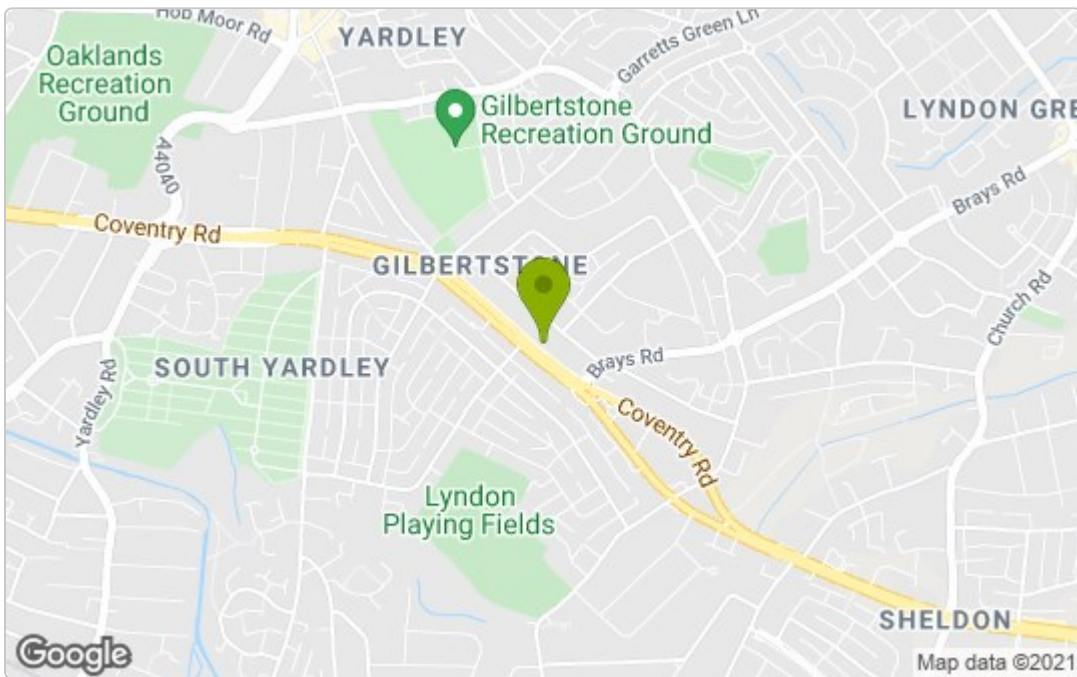 Hob Moor Rd
YARDLEY
Oaklands
Recreation
Ground
Garretts Green Ln
Gilbertstone
Recreation Ground
LYNDON GRE
A4040
Brays Rd
Coventry Rd
GILBERTSTONE
Church Rd
SOUTH YARDLEY
Brays Rd
Yardley Rd
Coventry Rd
Lyndon
Playing Fields
SHELDON
Google
Map data ©2021